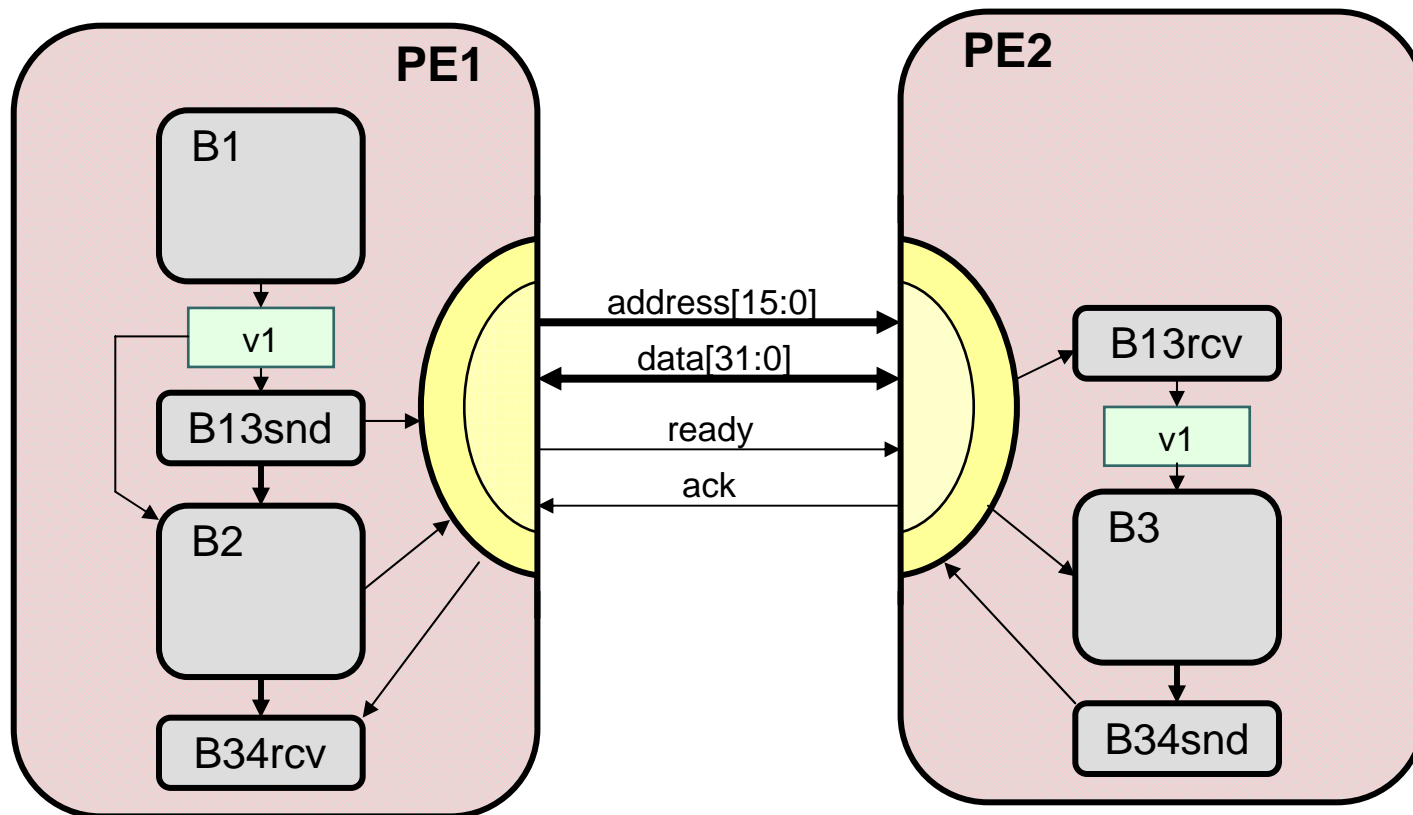 PE1
B1
v1
B13snd
B2
B34rcv
address[15:0]
data[31:0]
ready
ack
PE2
B13rcv
v1
B3
B34snd